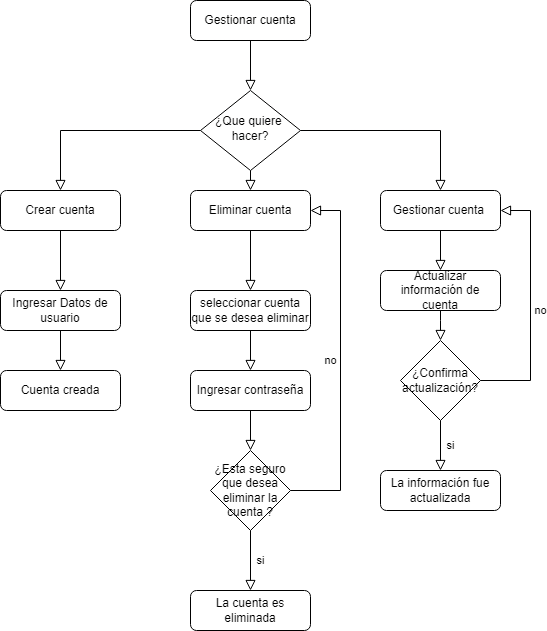 Gestionar cuenta
¿Que quiere
hacer?
Crear cuenta
Eliminar cuenta
Gestionar cuenta
Ingresar Datos de
usuario
seleccionar cuenta
que se desea eliminar
Actualizar
información de
cuenta
no
no
Cuenta creada
Ingresar contraseña
¿Confirma
actualización?
si
¿Esta seguro
que desea
eliminar la
cuenta ?
La información fue
actualizada
si
La cuenta es
eliminada